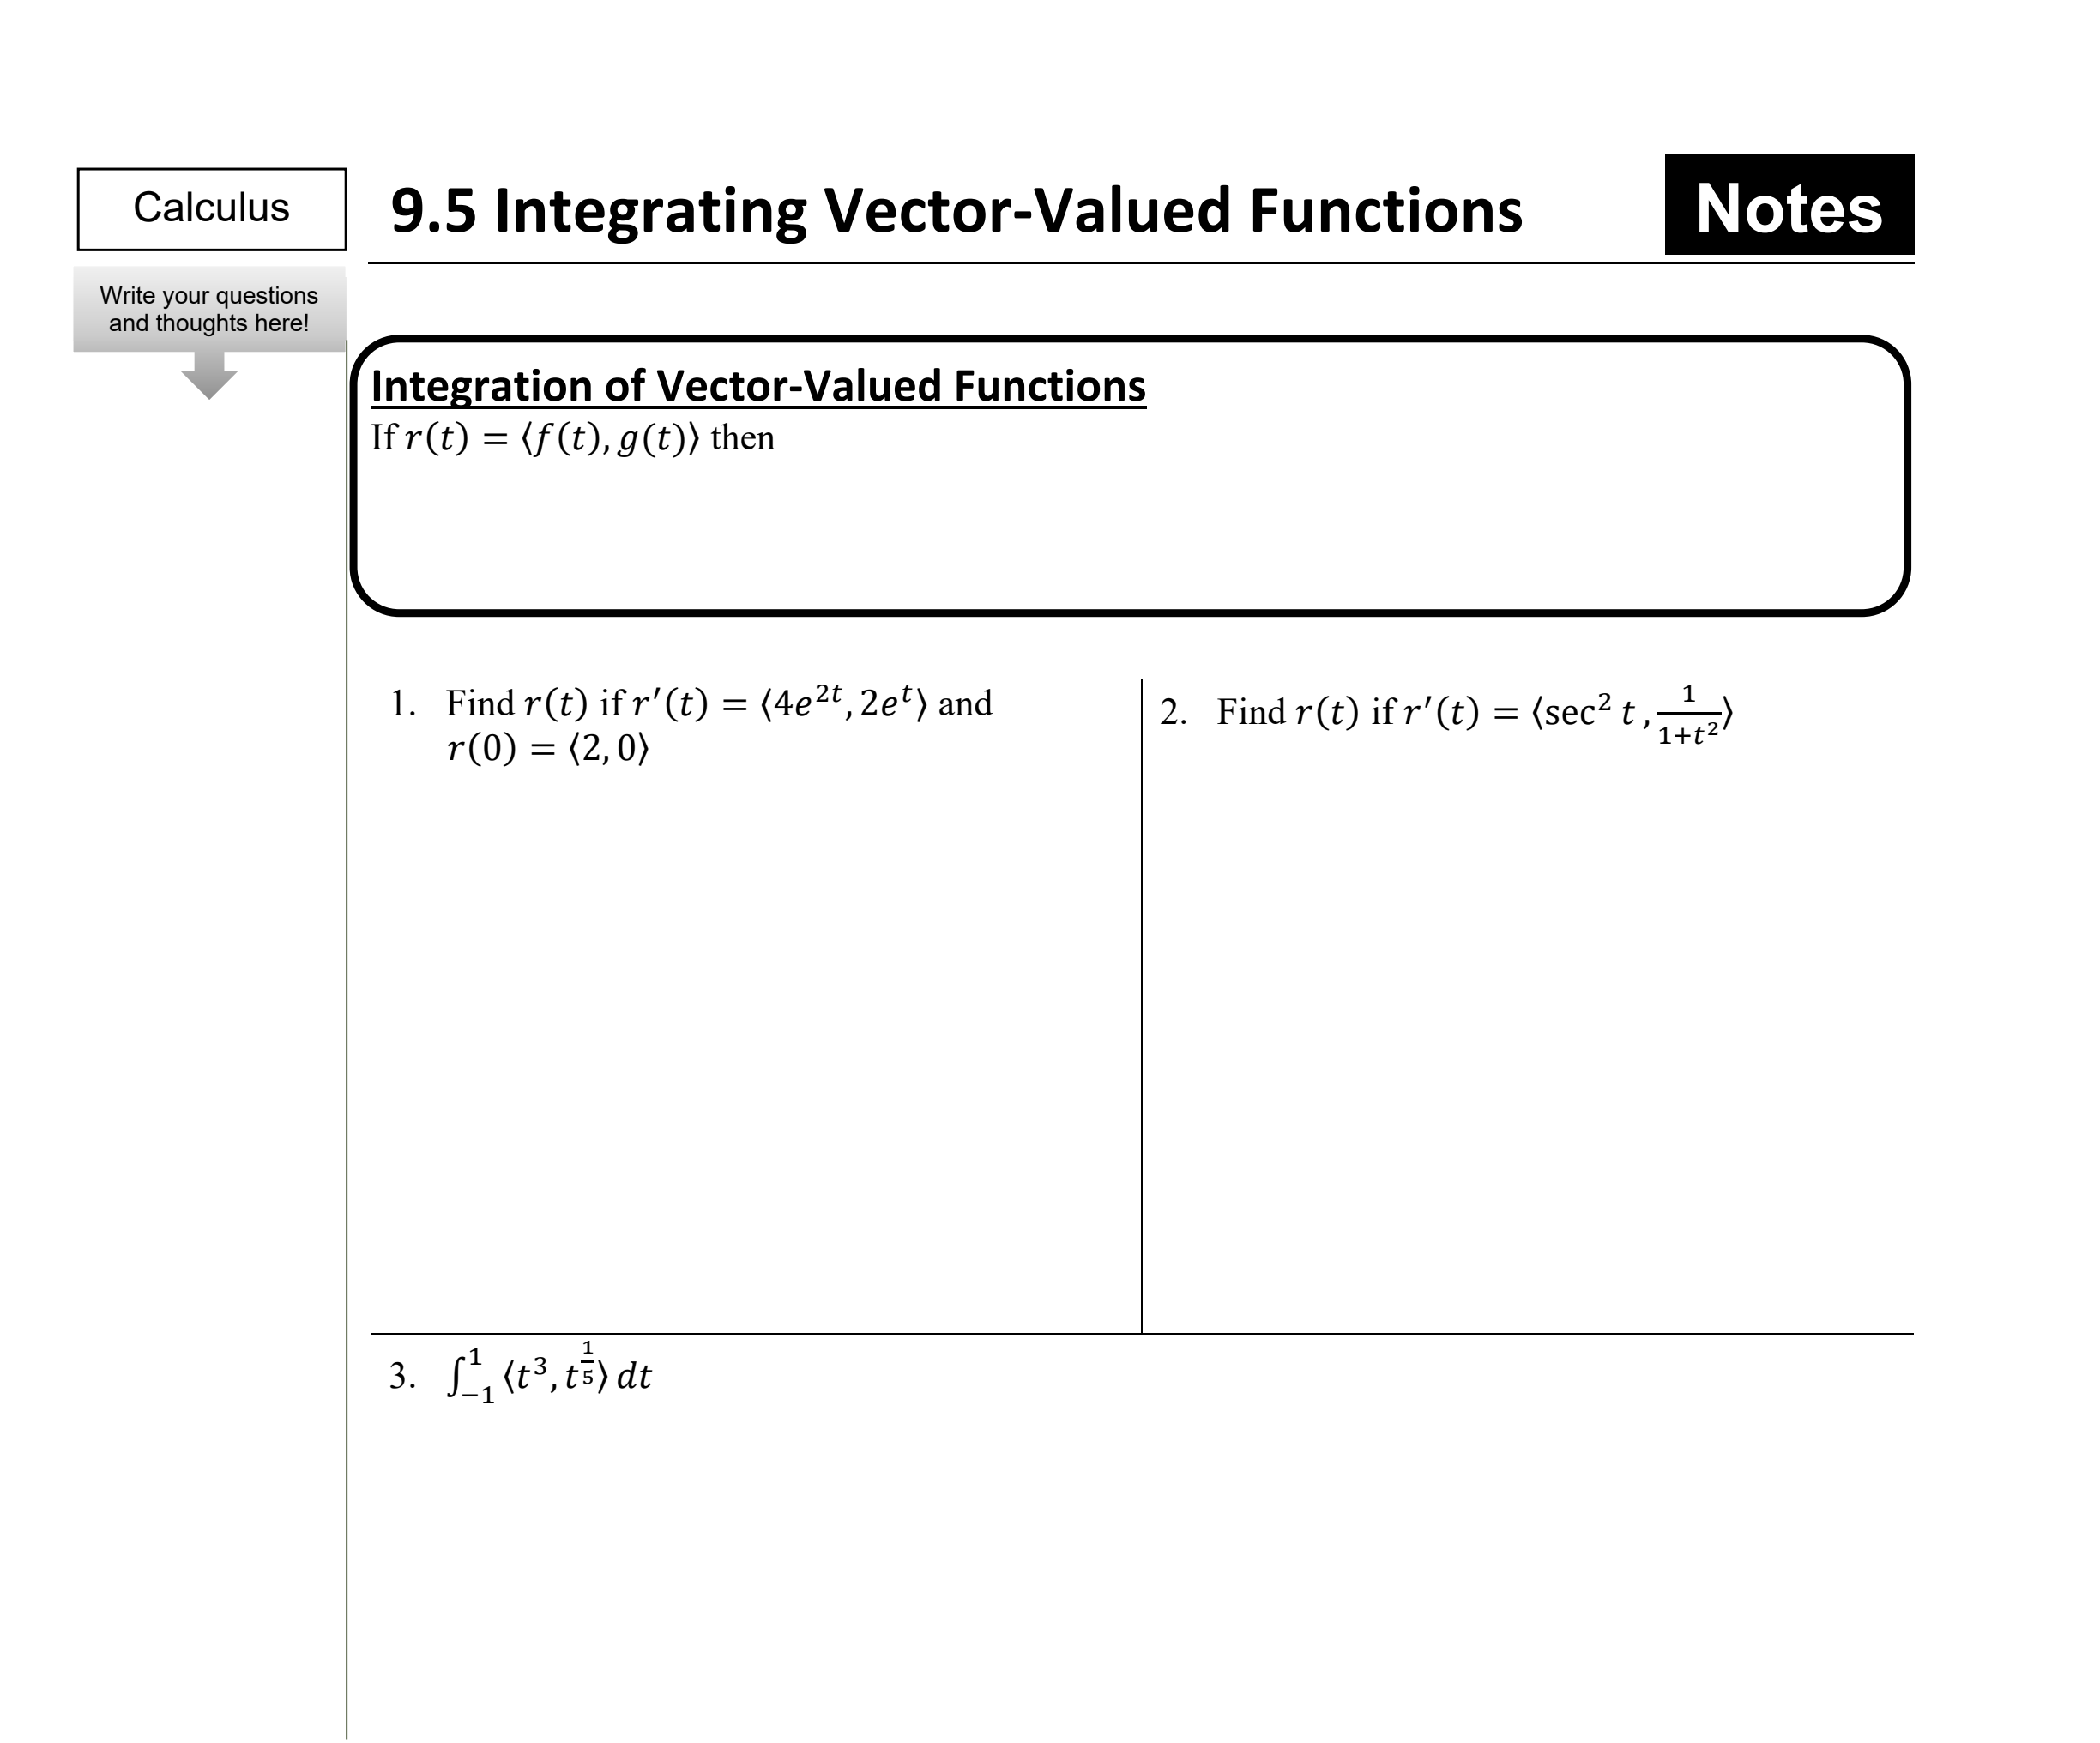 Calculus
9.5 Integrating Vector-Valued Functions
Notes
Write your questions
and thoughts here!
Integration of Vector-Valued Functions
If r(t) = ⟨f(t), g(t)⟩ then
1. Find r(t) if r′(t) = ⟨4e^{2t}, 2e^t⟩ and
r(0) = ⟨2, 0⟩
2. Find r(t) if r′(t) = ⟨sec² t, \frac{1}{1+t²}⟩
3. ∫_{-1}^{1} ⟨t³, t^{\frac{1}{5}}⟩ dt